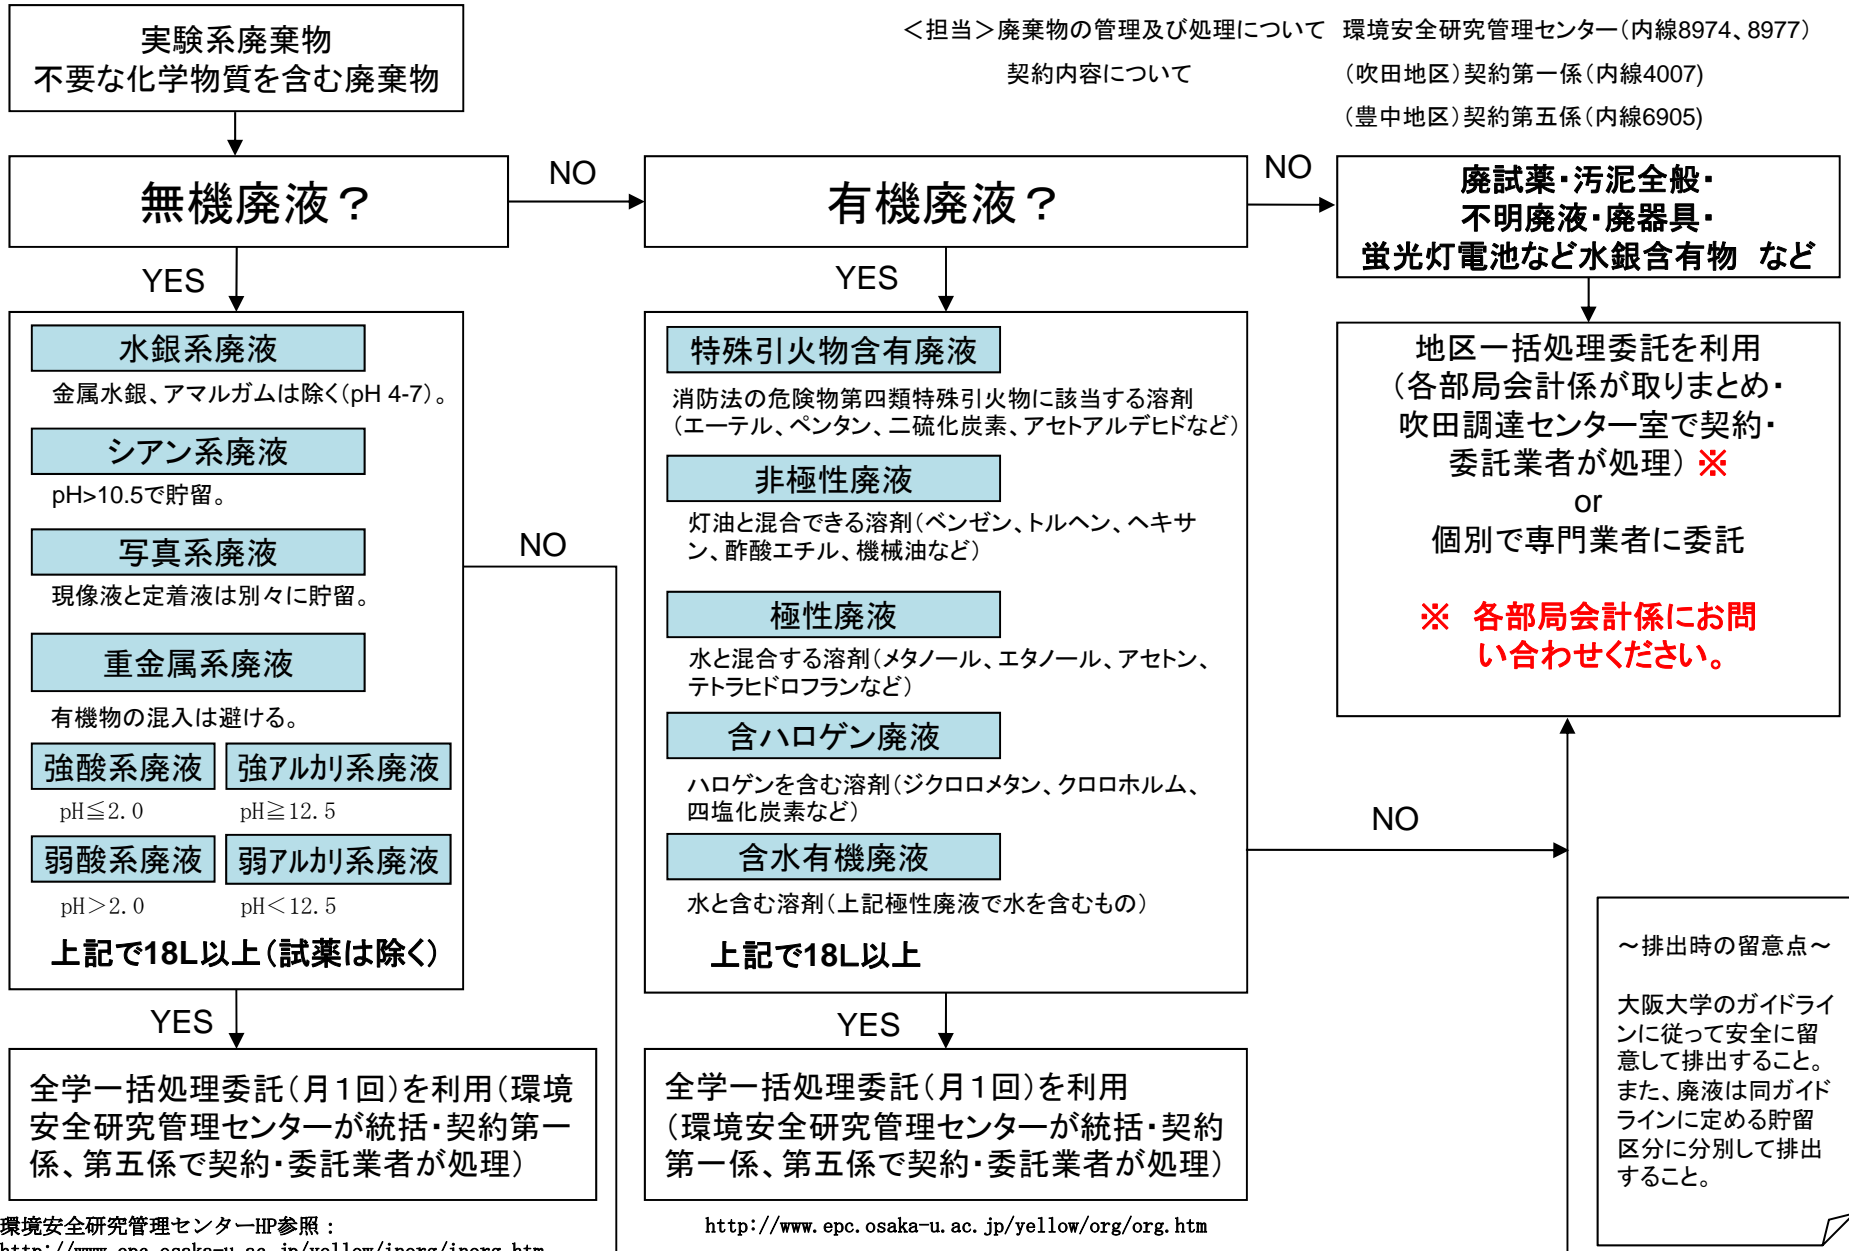 実験系廃棄物
不要な化学物質を含む廃棄物
＜担当＞廃棄物の管理及び処理について 環境安全研究管理センター（内線8974、8977）
契約内容について （吹田地区）契約第一係（内線4007)
（豊中地区）契約第五係（内線6905)
無機廃液？
NO
有機廃液？
NO
廃試薬・汚泥全般・
不明廃液・廃器具・
蛍光灯電池など水銀含有物 など
YES
水銀系廃液
金属水銀、アマルガムは除く（pH 4-7）。
シアン系廃液
pH>10.5で貯留。
写真系廃液
現像液と定着液は別々に貯留。
重金属系廃液
有機物の混入は避ける。
強酸系廃液 強アルカリ系廃液
pH≦2.0 pH≧12.5
弱酸系廃液 弱アルカリ系廃液
pH＞2.0 pH＜12.5
上記で18L以上（試薬は除く）
NO
YES
全学一括処理委託（月１回）を利用（環境
安全研究管理センターが統括・契約第一
係、第五係で契約・委託業者が処理）
環境安全研究管理センターHP参照：
http://www.epc.osaka-u.ac.jp/yellow/inorg/inorg.htm
YES
特殊引火物含有廃液
消防法の危険物第四類特殊引火物に該当する溶剤
（エーテル、ペンタン、二硫化炭素、アセトアルデヒドなど）
非極性廃液
灯油と混合できる溶剤（ベンゼン、トルヘン、ヘキサ
ン、酢酸エチル、機械油など）
極性廃液
水と混合する溶剤（メタノール、エタノール、アセトン、
テトラヒドロフランなど）
含ハロゲン廃液
ハロゲンを含む溶剤（ジクロロメタン、クロロホルム、
四塩化炭素など）
含水有機廃液
水と含む溶剤（上記極性廃液で水を含むもの）
上記で18L以上
NO
YES
全学一括処理委託（月１回）を利用
（環境安全研究管理センターが統括・契約
第一係、第五係で契約・委託業者が処理）
http://www.epc.osaka-u.ac.jp/yellow/org/org.htm
地区一括処理委託を利用
（各部局会計係が取りまとめ・
吹田調達センター室で契約・
委託業者が処理）※
or
個別で専門業者に委託
※ 各部局会計係にお問
い合わせください。
～排出時の留意点～
大阪大学のガイドライ
ンに従って安全に留
意して排出すること。
また、廃液は同ガイド
ラインに定める貯留
区分に分別して排出
すること。